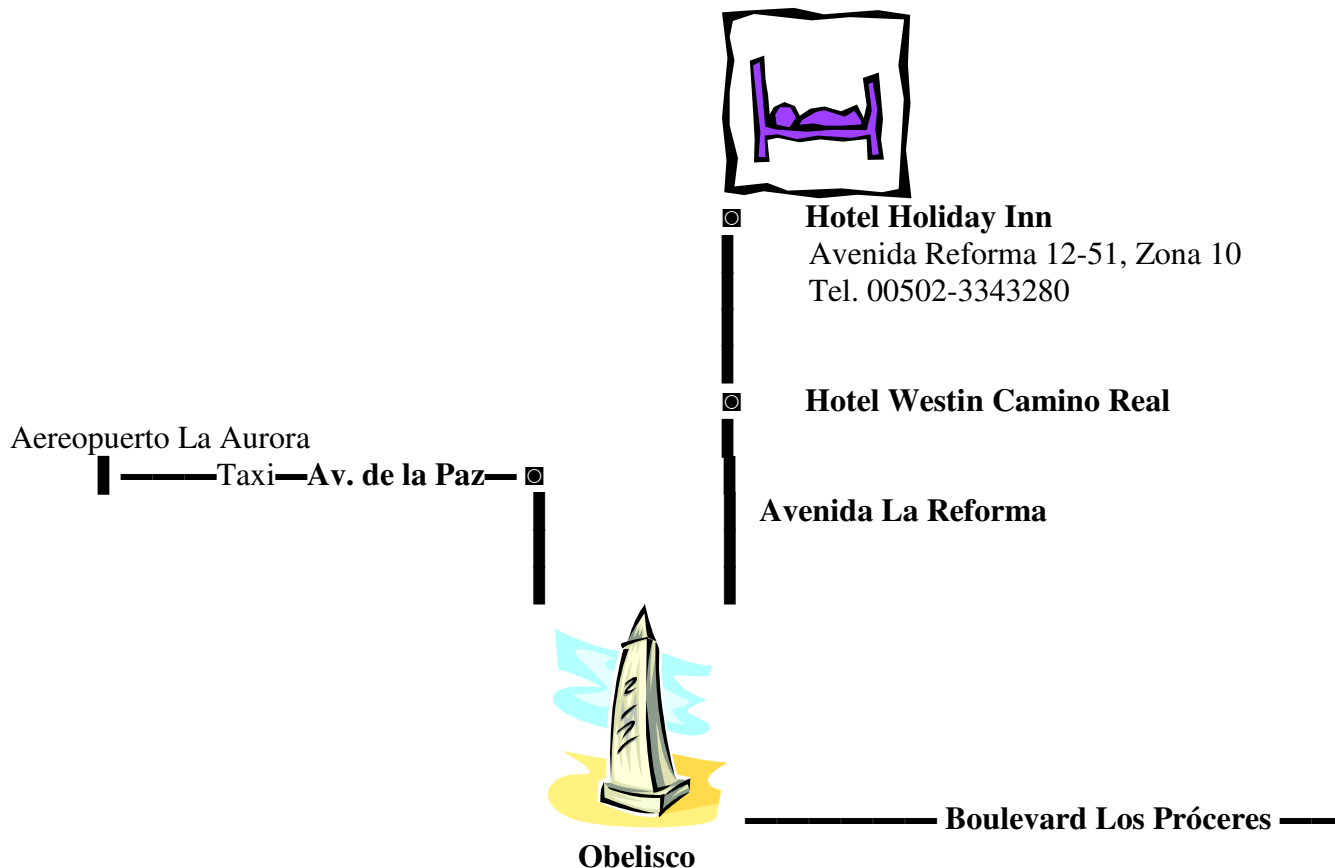 Hotel Holiday Inn
Avenida Reforma 12-51, Zona 10
Tel. 00502-3343280
Hotel Westin Camino Real
Aereopuerto La Aurora
Taxi Av. de la Paz
Avenida La Reforma
Boulevard Los Próceres
Obelisco